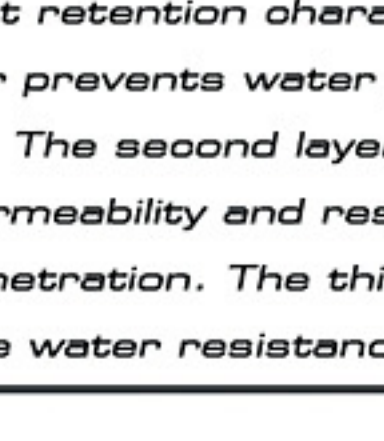 t retention chara
r prevents water
The second laye
rmeability and res
netration. The thi
e water resistanc